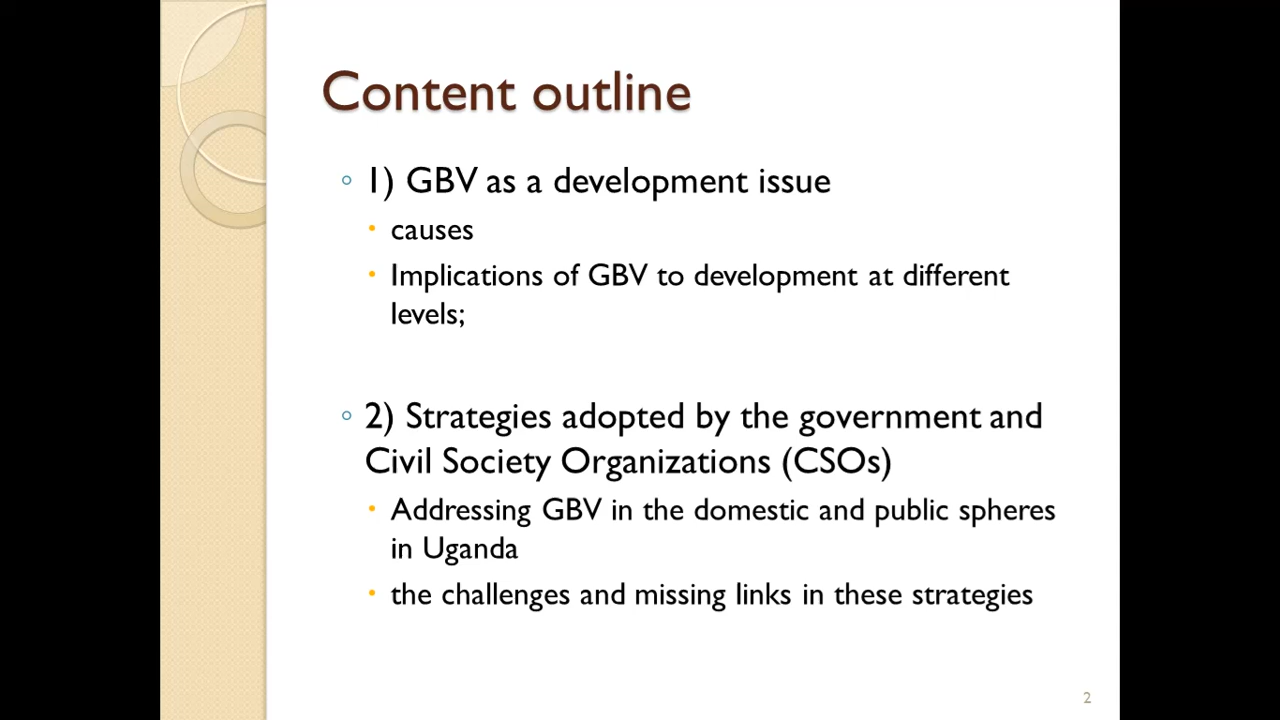 Content outline
◦ 1) GBV as a development issue
• causes
• Implications of GBV to development at different
levels;
◦ 2) Strategies adopted by the government and
Civil Society Organizations (CSOs)
• Addressing GBV in the domestic and public spheres
in Uganda
• the challenges and missing links in these strategies
2